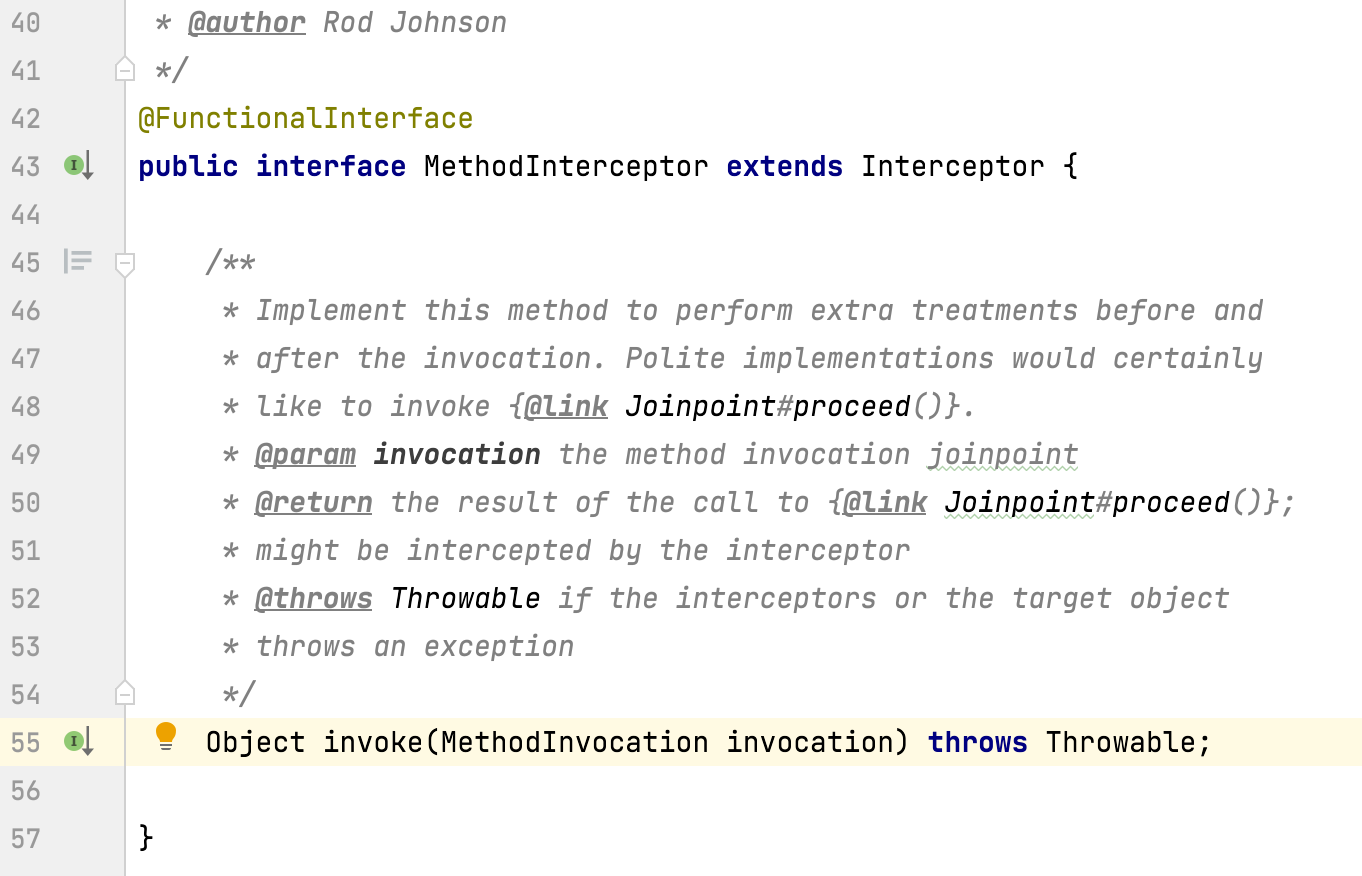 40 * @author Rod Johnson
41 */
42 @FunctionalInterface
43 public interface MethodInterceptor extends Interceptor {
44
45 /**
46 * Implement this method to perform extra treatments before and
47 * after the invocation. Polite implementations would certainly
48 * like to invoke {@link Joinpoint#proceed()}.
49 * @param invocation the method invocation joinpoint
50 * @return the result of the call to {@link Joinpoint#proceed()};
51 * might be intercepted by the interceptor
52 * @throws Throwable if the interceptors or the target object
53 * throws an exception
54 */
55 Object invoke(MethodInvocation invocation) throws Throwable;
56
57 }